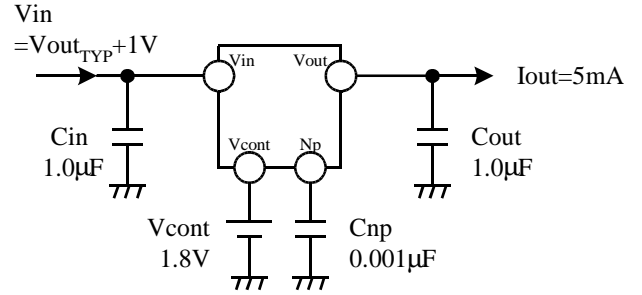 Vin
=VoutTYP+1V
Vin
Vout
Iout=5mA
Cin
1.0μF
Vcont
Np
Cout
1.0μF
Vcont
1.8V
Cnp
0.001μF